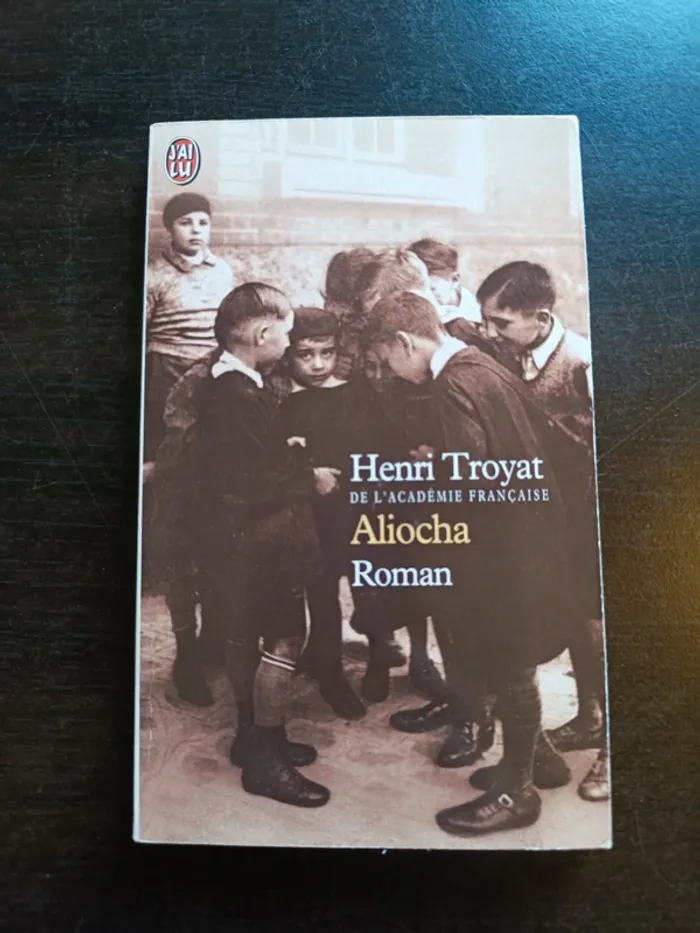 J'AI
LU
Henri Troyat
DE L'ACADÉMIE FRANÇAISE
Aliocha
Roman